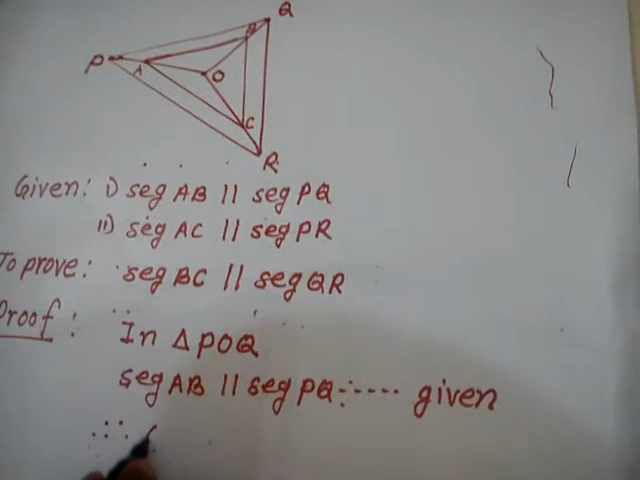 Q
B
P
A
O
C
R
Given: i) seg AB || seg PQ
ii) seg AC || seg PR
To prove: seg BC || seg QR
Proof : In △POQ
seg AB || seg PQ ...... given
∴